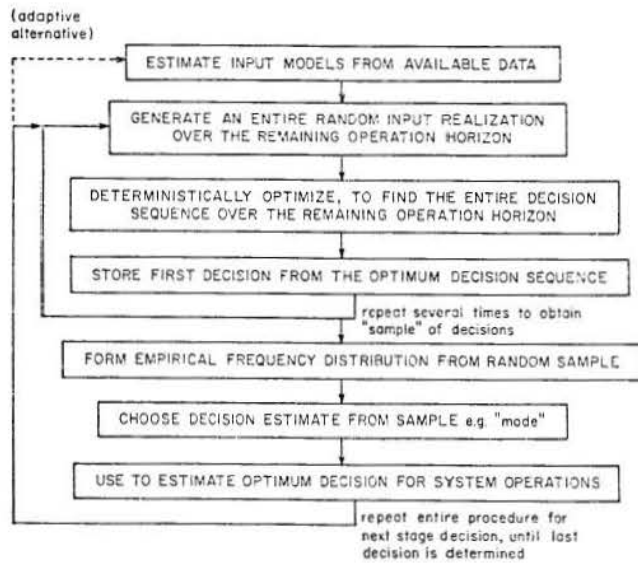 (adaptive
alternative)
ESTIMATE INPUT MODELS FROM AVAILABLE DATA
GENERATE AN ENTIRE RANDOM INPUT REALIZATION
OVER THE REMAINING OPERATION HORIZON
DETERMINISTICALLY OPTIMIZE, TO FIND THE ENTIRE DECISION
SEQUENCE OVER THE REMAINING OPERATION HORIZON
STORE FIRST DECISION FROM THE OPTIMUM DECISION SEQUENCE
repeat several times to obtain
"sample" of decisions
FORM EMPIRICAL FREQUENCY DISTRIBUTION FROM RANDOM SAMPLE
CHOOSE DECISION ESTIMATE FROM SAMPLE e.g. "mode"
USE TO ESTIMATE OPTIMUM DECISION FOR SYSTEM OPERATIONS
repeat entire procedure for
next stage decision, until last
decision is determined